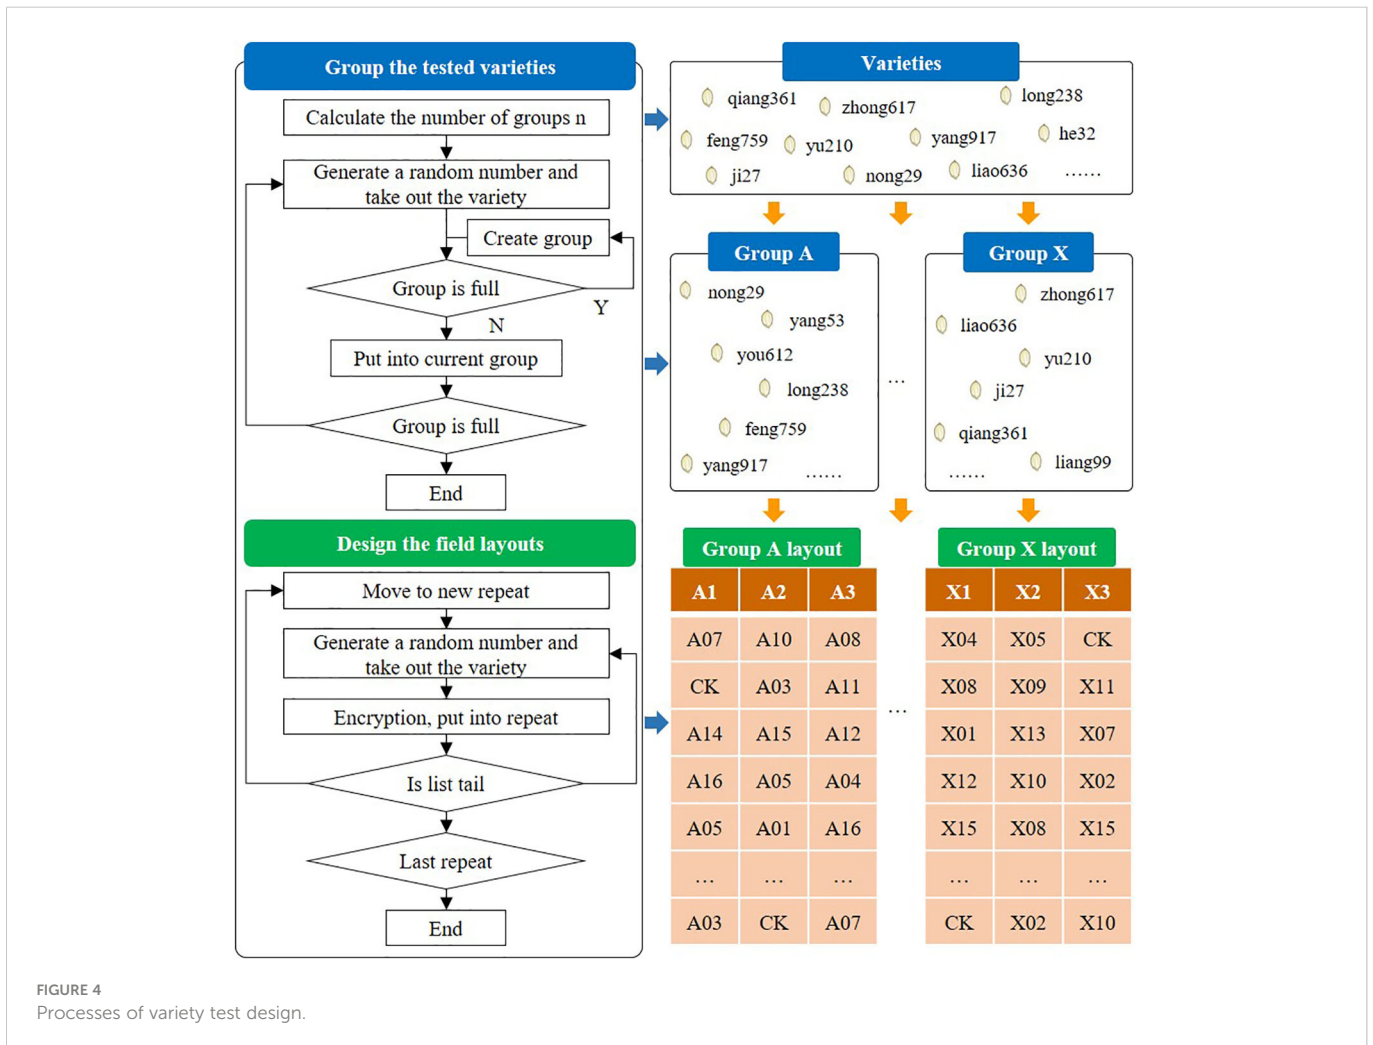 Group the tested varieties
Calculate the number of groups n
Generate a random number and
take out the variety
Create group
Group is full
Y
N
Put into current group
Group is full
End
Design the field layouts
Move to new repeat
Generate a random number and
take out the variety
Encryption, put into repeat
Is list tail
Last repeat
End
Varieties
qiang361
zhong617
long238
feng759
yu210
yang917
he32
ji27
nong29
liao636
......
Group A
nong29
yang53
you612
long238
feng759
yang917
......
...
Group X
zhong617
liao636
yu210
ji27
qiang361
liang99
......
Group A layout
A1 A2 A3
A07 A10 A08
CK A03 A11
A14 A15 A12
A16 A05 A04
A05 A01 A16
... ... ...
A03 CK A07
...
Group X layout
X1 X2 X3
X04 X05 CK
X08 X09 X11
X01 X13 X07
X12 X10 X02
X15 X08 X15
... ... ...
CK X02 X10
FIGURE 4
Processes of variety test design.